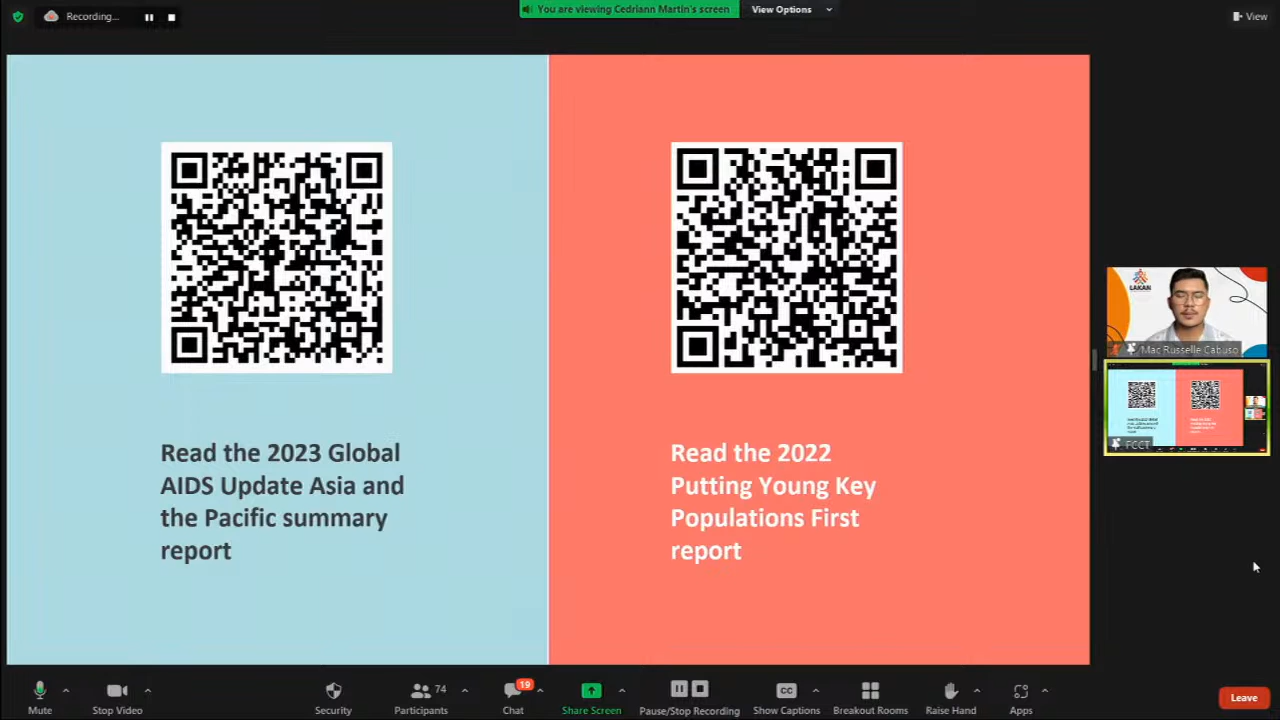 Recording...
You are viewing Cedriann Martin's screen
View Options
View
Read the 2023 Global
AIDS Update Asia and
the Pacific summary
report
Read the 2022
Putting Young Key
Populations First
report
LAKAN
Mac Russelle Cabuso
FCCT
Mute
Stop Video
Security
74
Participants
19
Chat
Share Screen
Pause/Stop Recording
CC
Show Captions
Breakout Rooms
Raise Hand
Apps
Leave